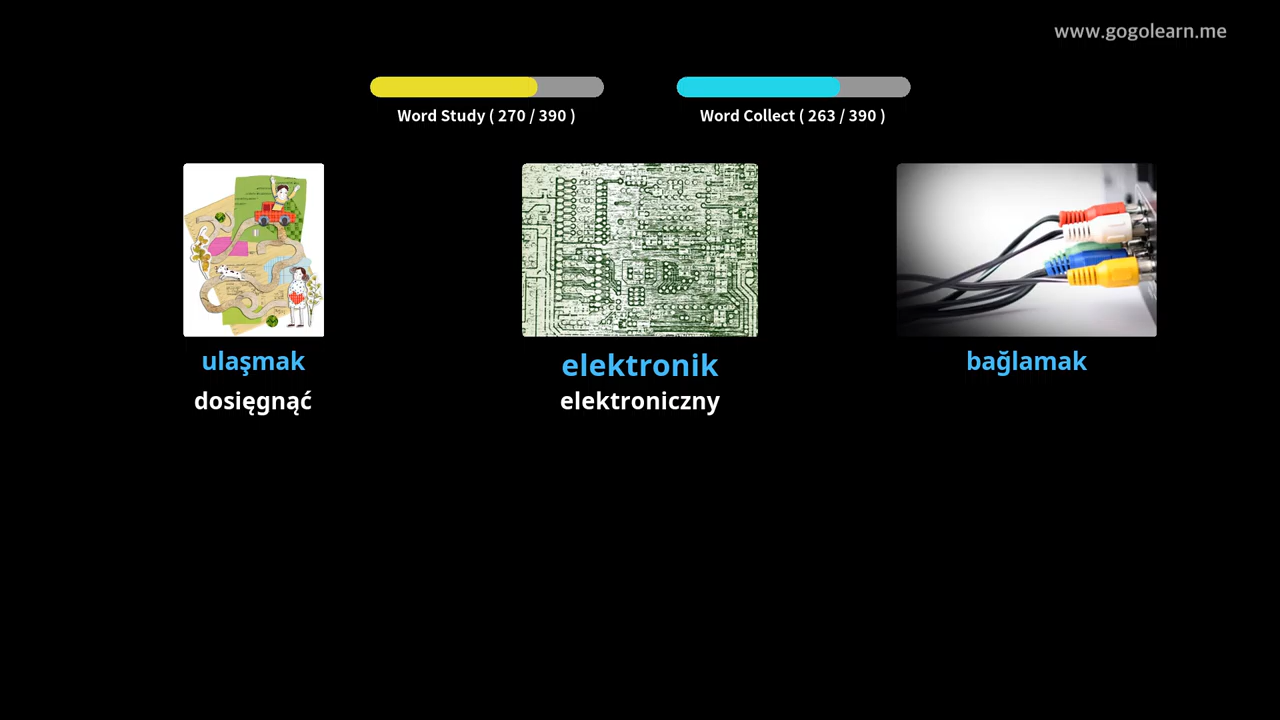 www.gogolearn.me
Word Study ( 270 / 390 )
Word Collect ( 263 / 390 )
ulaşmak
elektronik
bağlamak
dosięgnąć
elektroniczny